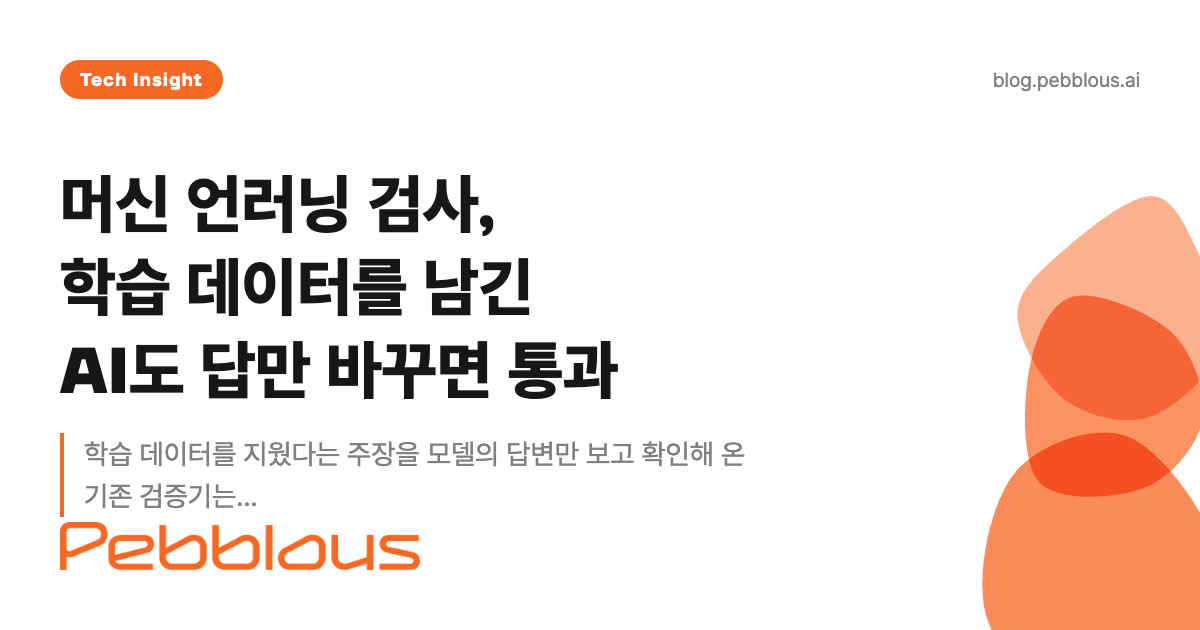 Tech Insight
blog.pebblous.ai
머신 언러닝 검사,
학습 데이터를 남긴
AI도 답만 바꾸면 통과
학습 데이터를 지웠다는 주장을 모델의 답변만 보고 확인해 온
기존 검증기는...
Pebblous